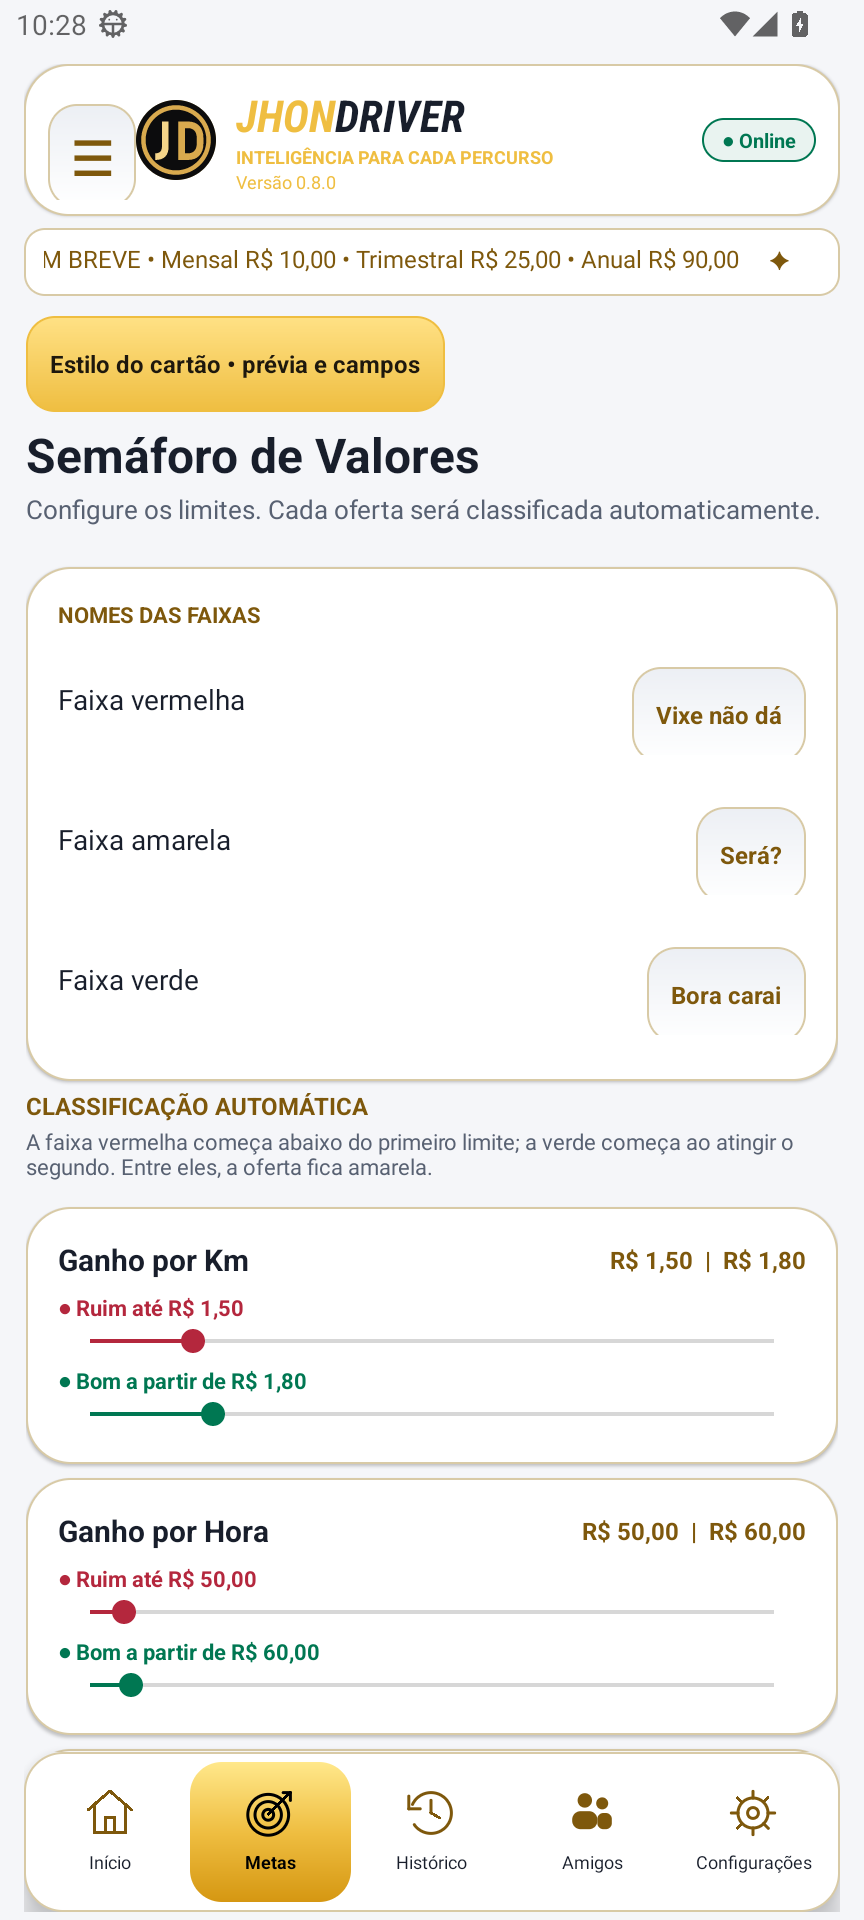 10:28
JD
JHONDRIVER
INTELIGÊNCIA PARA CADA PERCURSO
Versão 0.8.0
● Online
M BREVE • Mensal R$ 10,00 • Trimestral R$ 25,00 • Anual R$ 90,00 ✦
Estilo do cartão • prévia e campos
Semáforo de Valores
Configure os limites. Cada oferta será classificada automaticamente.
NOMES DAS FAIXAS
Faixa vermelha
Vixe não dá
Faixa amarela
Será?
Faixa verde
Bora carai
CLASSIFICAÇÃO AUTOMÁTICA
A faixa vermelha começa abaixo do primeiro limite; a verde começa ao atingir o
segundo. Entre eles, a oferta fica amarela.
Ganho por Km
R$ 1,50 | R$ 1,80
● Ruim até R$ 1,50
● Bom a partir de R$ 1,80
Ganho por Hora
R$ 50,00 | R$ 60,00
● Ruim até R$ 50,00
● Bom a partir de R$ 60,00
Início
Metas
Histórico
Amigos
Configurações